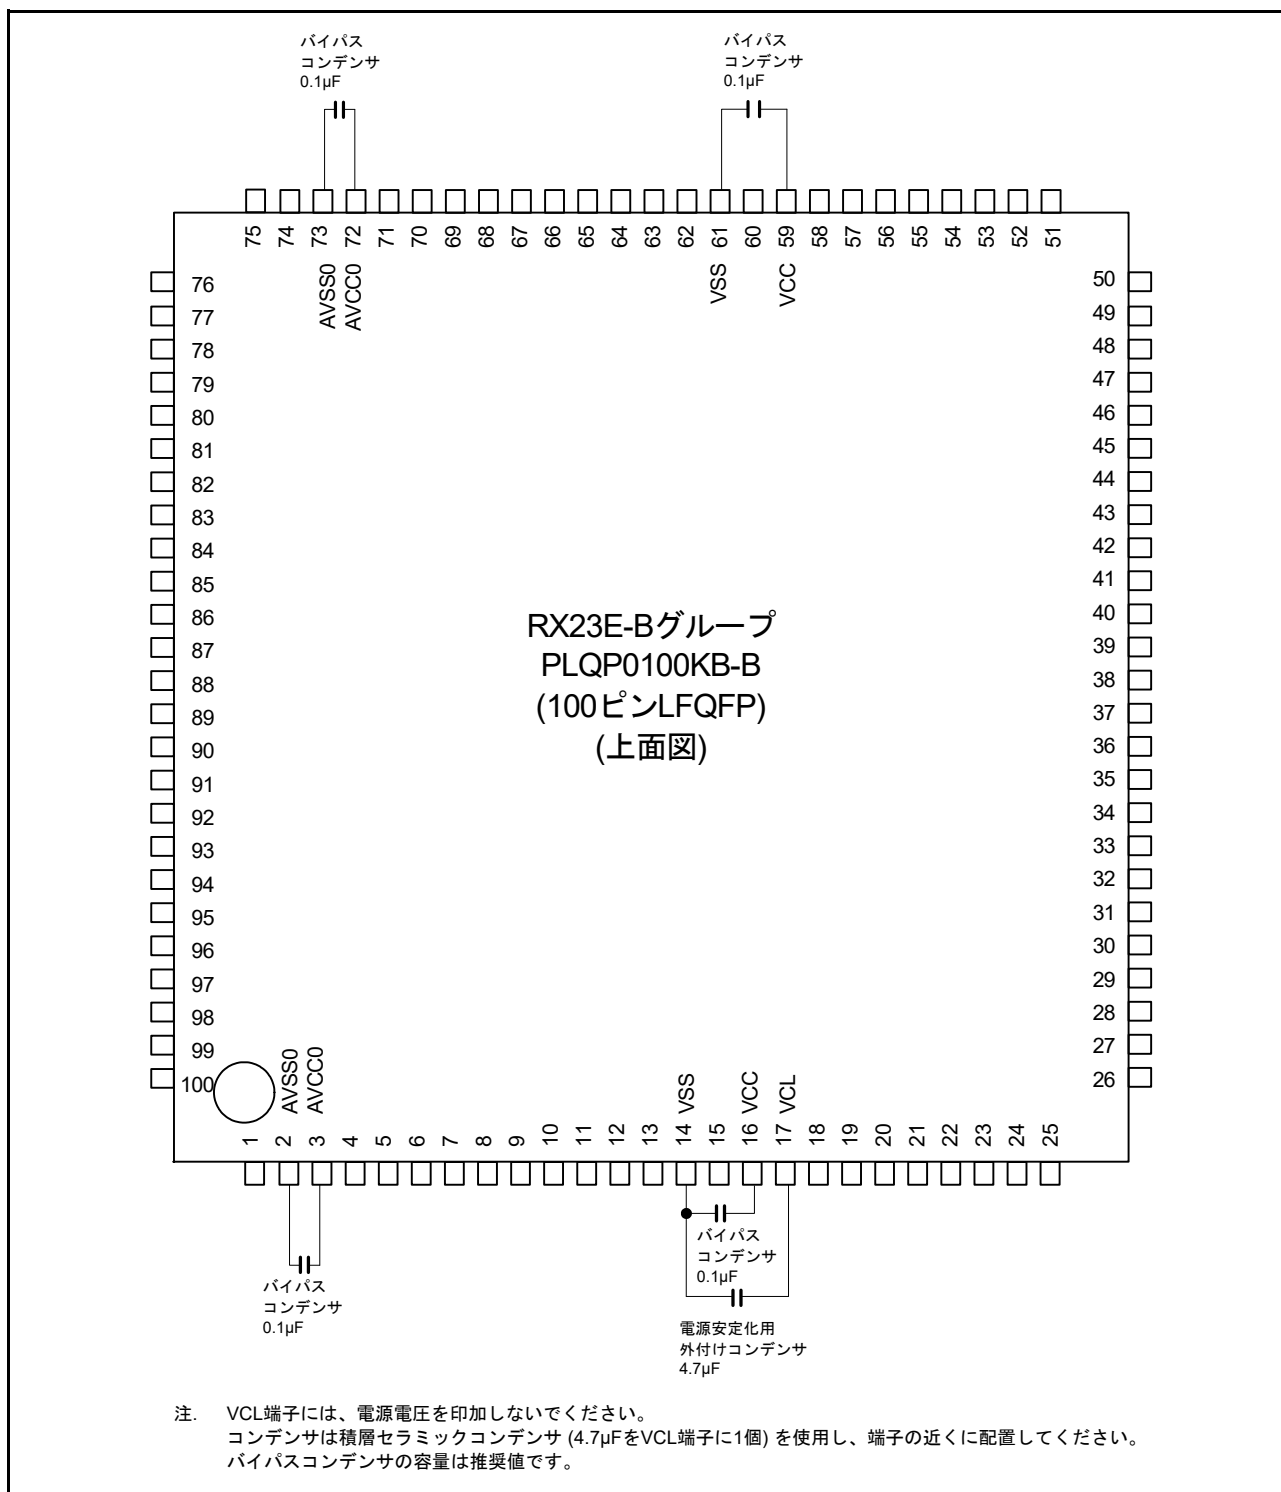 バイパス
コンデンサ
0.1µF
バイパス
コンデンサ
0.1µF
75 74 73 72 71 70 69 68 67 66 65 64 63 62 61 60 59 58 57 56 55 54 53 52 51
AVSS0
AVCC0
VSS
VCC
76
77
78
79
80
81
82
83
84
85
86
87
88
89
90
91
92
93
94
95
96
97
98
99
100
50
49
48
47
46
45
44
43
42
41
40
39
38
37
36
35
34
33
32
31
30
29
28
27
26
RX23E-Bグループ
PLQP0100KB-B
(100ピンLFQFP)
(上面図)
AVSS0
AVCC0
VSS
VCC
VCL
1 2 3 4 5 6 7 8 9 10 11 12 13 14 15 16 17 18 19 20 21 22 23 24 25
バイパス
コンデンサ
0.1µF
バイパス
コンデンサ
0.1µF
電源安定化用
外付けコンデンサ
4.7µF
注. VCL端子には、電源電圧を印加しないでください。
コンデンサは積層セラミックコンデンサ (4.7µFをVCL端子に1個) を使用し、端子の近くに配置してください。
バイパスコンデンサの容量は推奨値です。